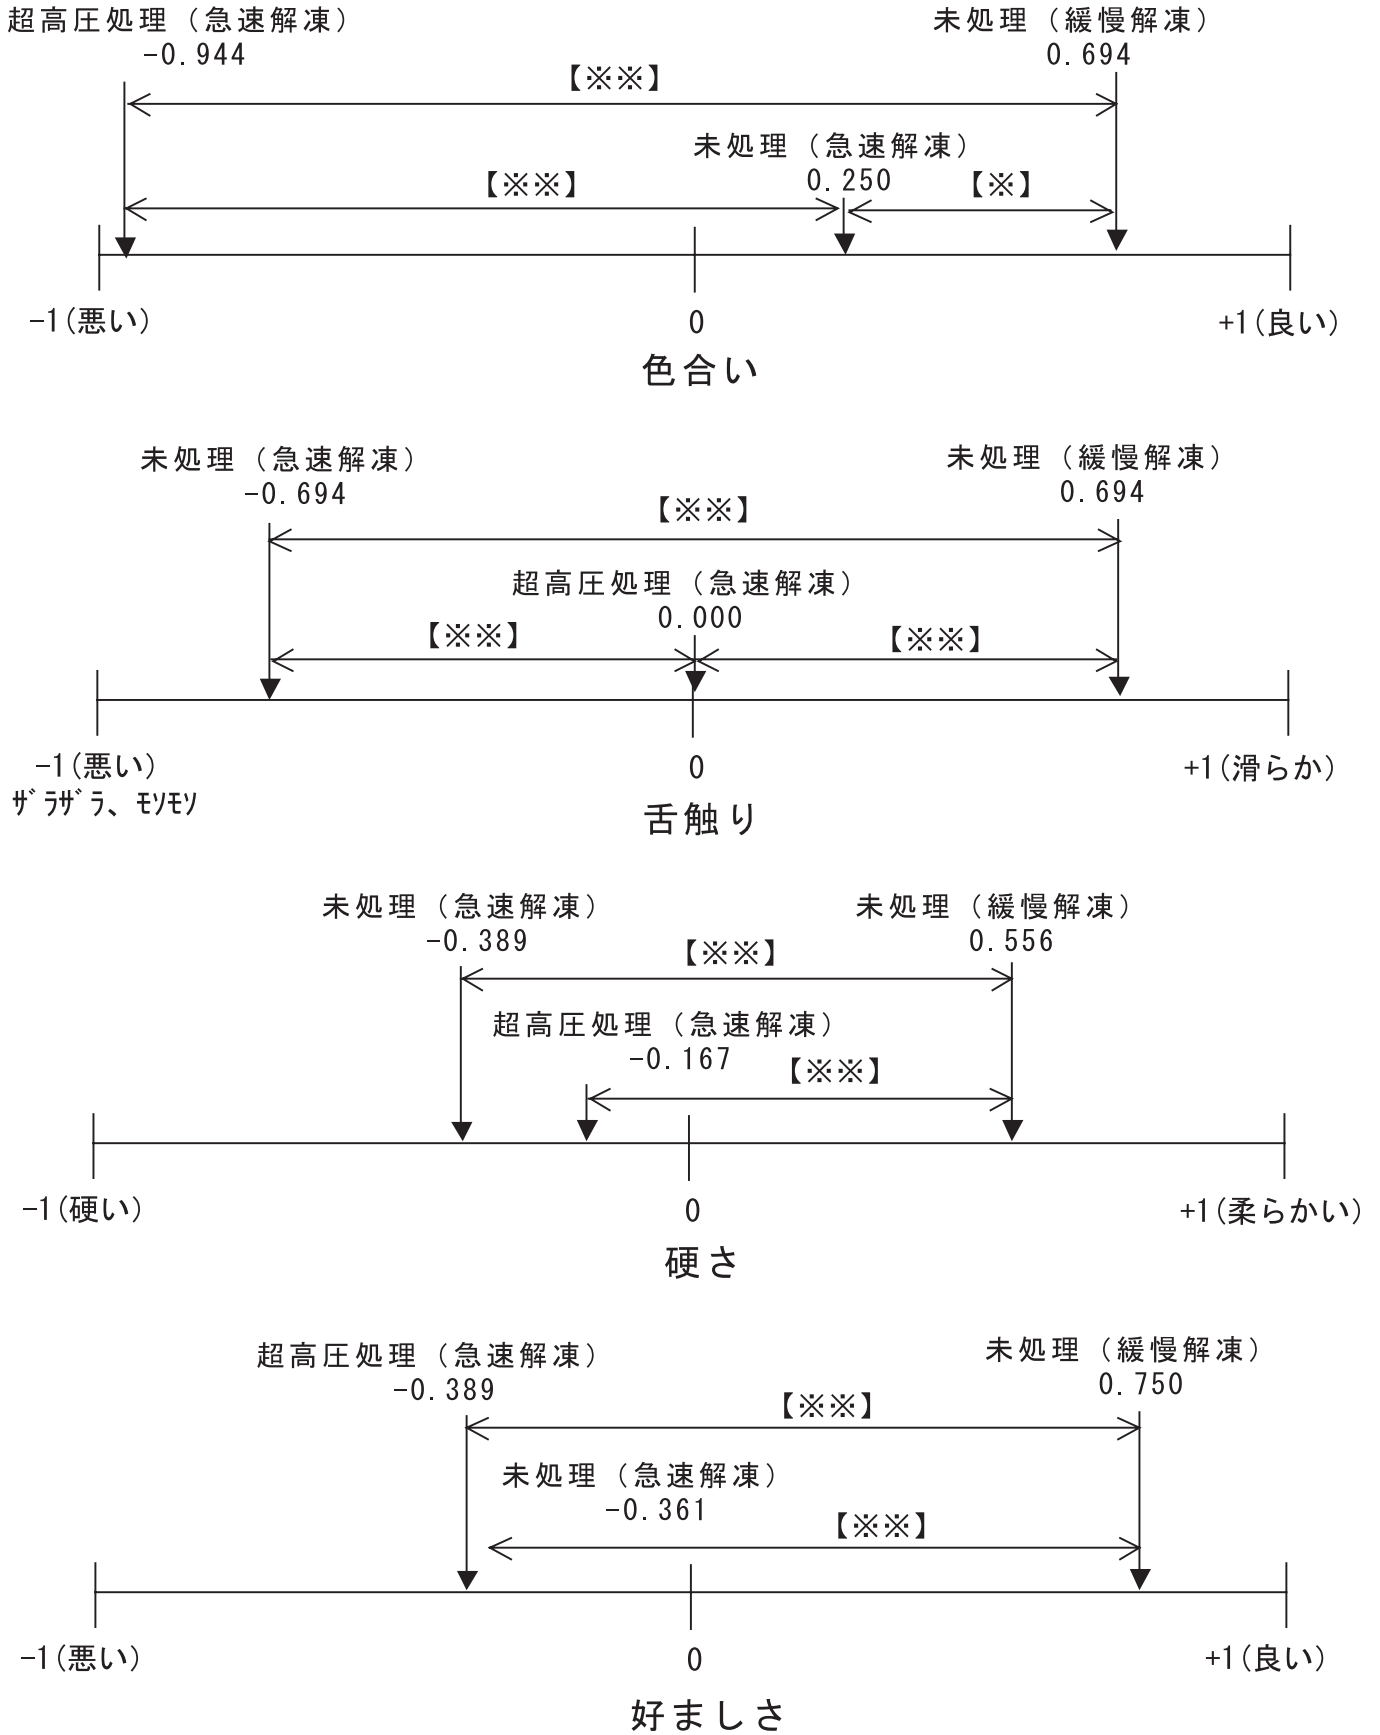 超高圧処理（急速解凍）
-0.944
未処理（緩慢解凍）
0.694
【※※】
未処理（急速解凍）
0.250
【※※】
【※】
-1(悪い)
0
+1(良い)
色合い
未処理（急速解凍）
-0.694
未処理（緩慢解凍）
0.694
【※※】
超高圧処理（急速解凍）
0.000
【※※】
【※※】
-1(悪い)
ｻﾞﾗｻﾞﾗ、ﾓｿﾓｿ
0
+1(滑らか)
舌触り
未処理（急速解凍）
-0.389
未処理（緩慢解凍）
0.556
【※※】
超高圧処理（急速解凍）
-0.167
【※※】
-1(硬い)
0
+1(柔らかい)
硬さ
超高圧処理（急速解凍）
-0.389
未処理（緩慢解凍）
0.750
【※※】
未処理（急速解凍）
-0.361
【※※】
-1(悪い)
0
+1(良い)
好ましさ